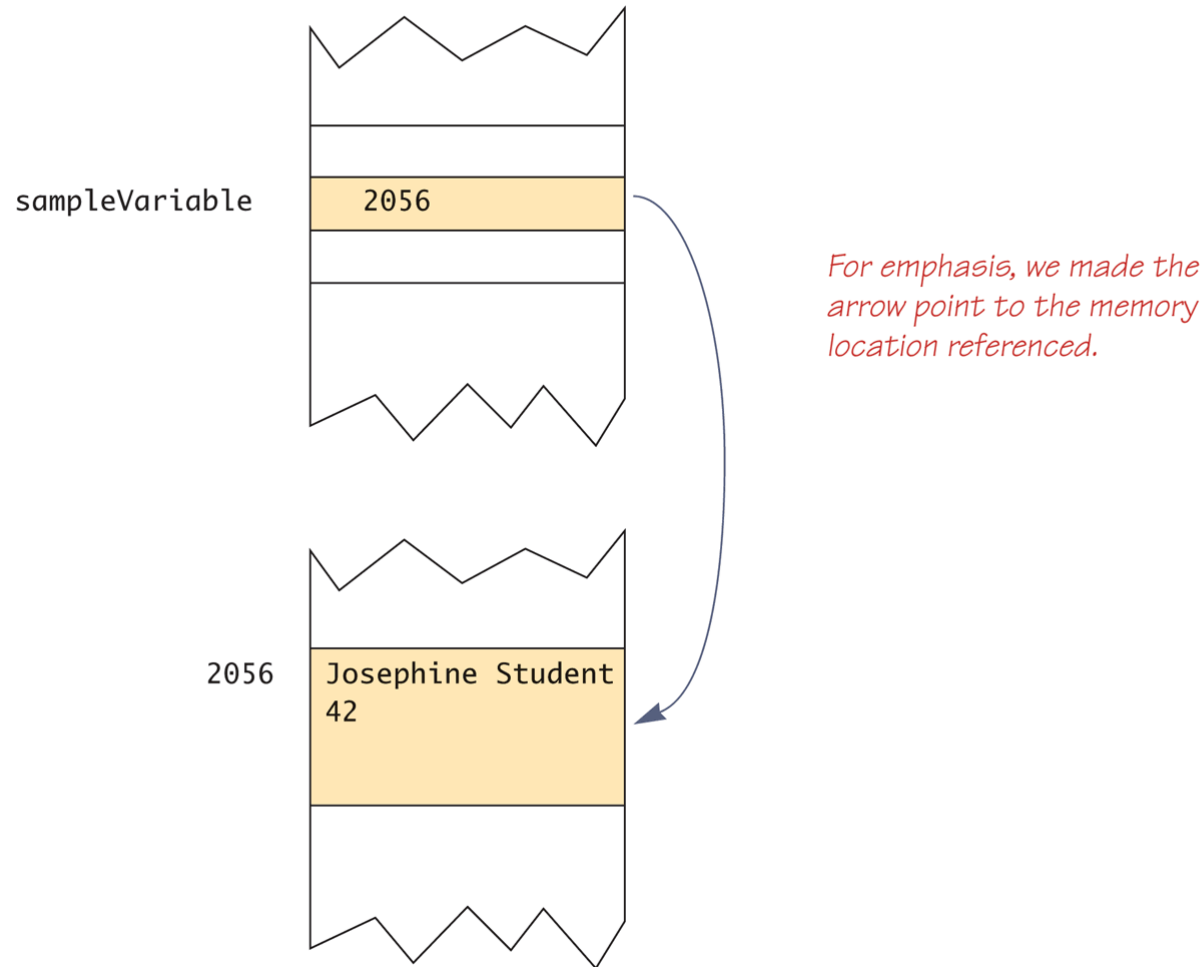 sampleVariable 2056
For emphasis, we made the
arrow point to the memory
location referenced.
2056 Josephine Student
42